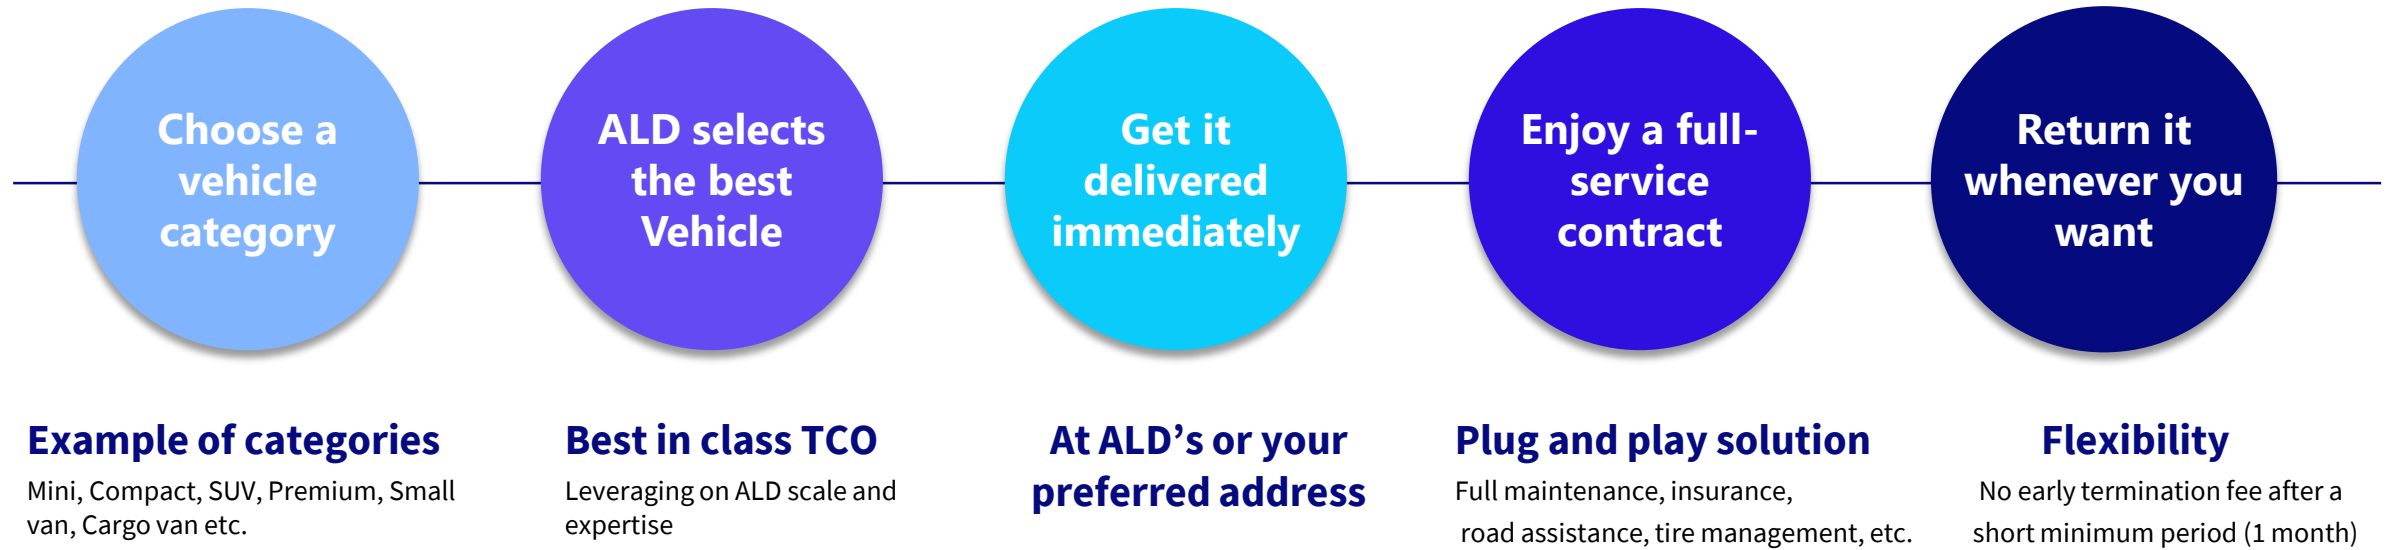 Choose a
vehicle
category
ALD selects
the best
Vehicle
Get it
delivered
immediately
Enjoy a full-
service
contract
Return it
whenever you
want
Example of categories
Mini, Compact, SUV, Premium, Small
van, Cargo van etc.
Best in class TCO
Leveraging on ALD scale and
expertise
At ALD’s or your
preferred address
Plug and play solution
Full maintenance, insurance,
road assistance, tire management, etc.
Flexibility
No early termination fee after a
short minimum period (1 month)